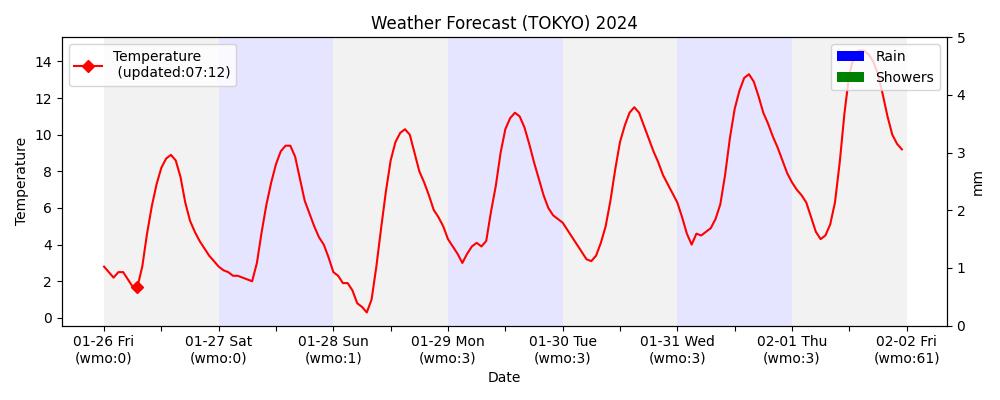 Weather Forecast (TOKYO) 2024
Temperature
(updated:07:12)
Rain
Showers
Temperature
14
12
10
8
6
4
2
0
5
4
3
2
1
0
mm
01-26 Fri
(wmo:0)
01-27 Sat
(wmo:0)
01-28 Sun
(wmo:1)
01-29 Mon
(wmo:3)
01-30 Tue
(wmo:3)
01-31 Wed
(wmo:3)
02-01 Thu
(wmo:3)
02-02 Fri
(wmo:61)
Date